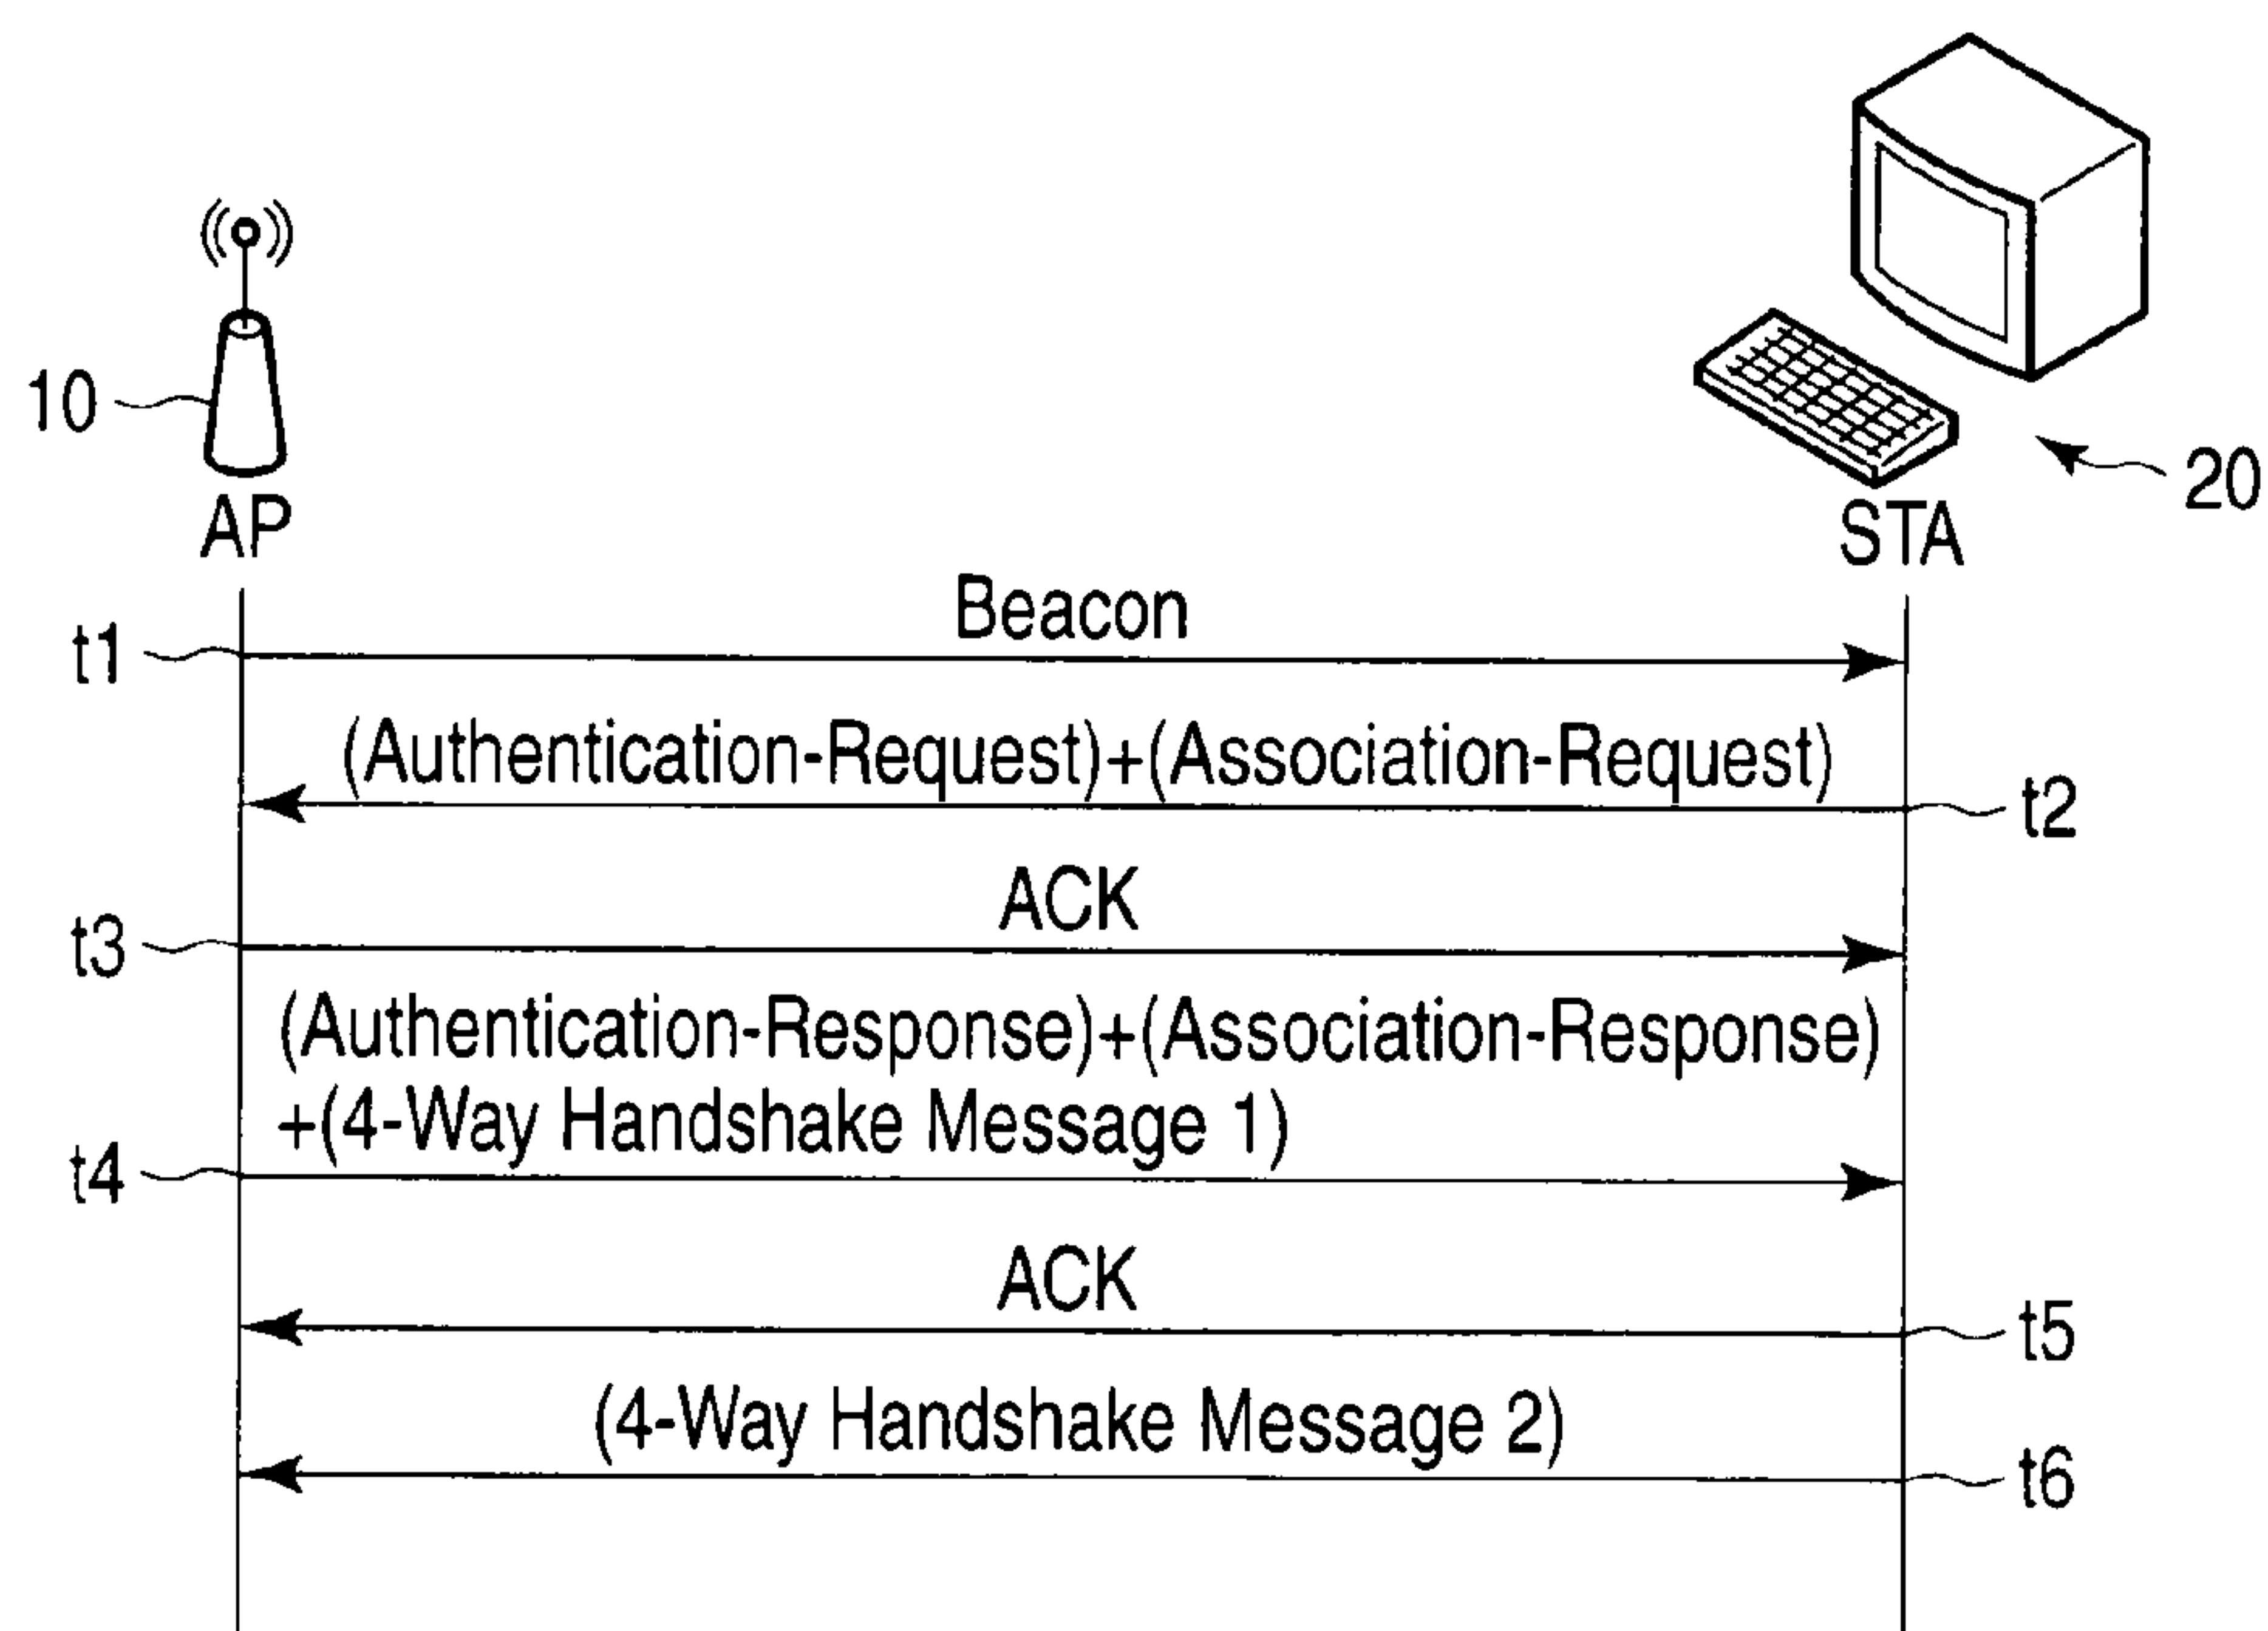 10
AP
20
STA
Beacon
t1
(Authentication-Request)+(Association-Request)
t2
ACK
t3
(Authentication-Response)+(Association-Response)
+(4-Way Handshake Message 1)
t4
ACK
t5
(4-Way Handshake Message 2)
t6